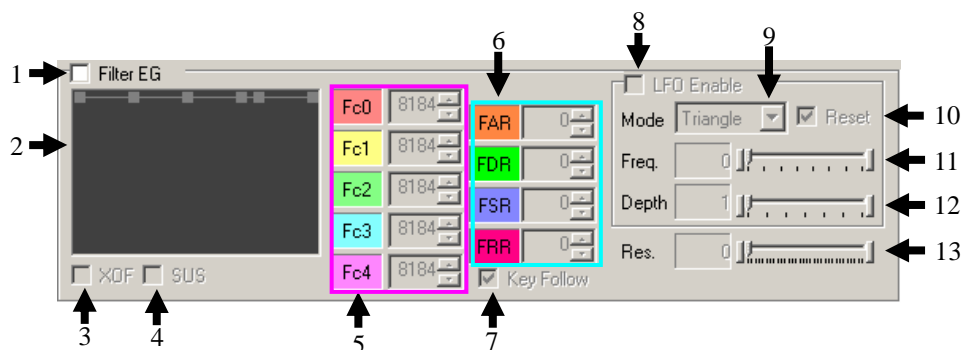 8
6
9
1
Filter EG
LFO Enable
Fc0 8184
FAR 0
Mode Triangle Reset
10
2
Fc1 8184
FDR 0
Freq. 0
11
Fc2 8184
FSR 0
Depth 1
12
Fc3 8184
FRR 0
Res. 0
13
XOF SUS
Fc4 8184
Key Follow
3
4
5
7